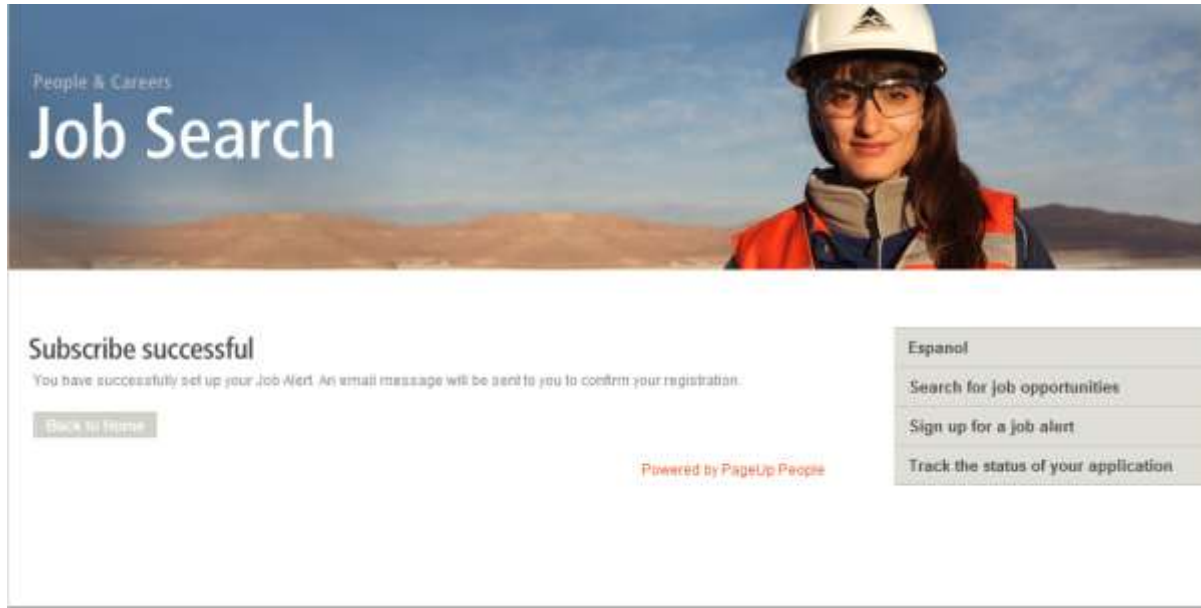 People & Careers
Job Search
Subscribe successful
You have successfully set up your Job Alert. An email message will be sent to you to confirm your registration.
Back to Home
Powered by PageUp People
Espanol
Search for job opportunities
Sign up for a job alert
Track the status of your application